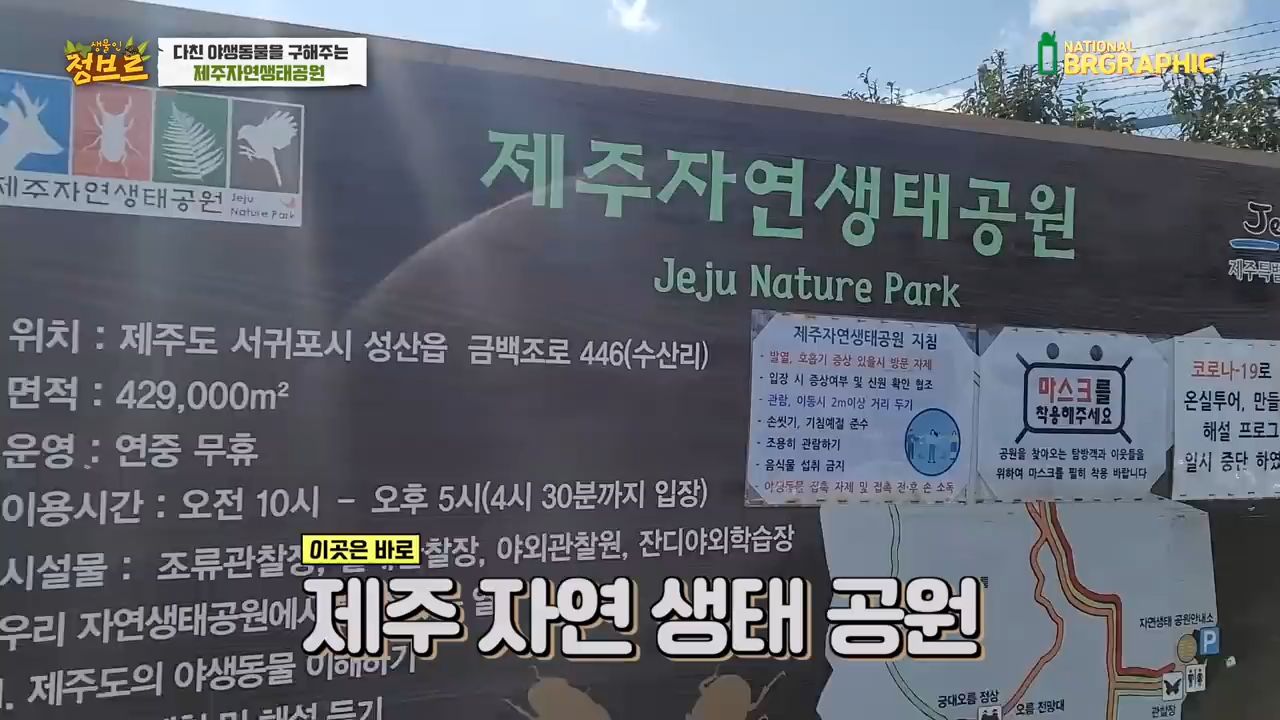 생물인
정브르
다친 야생동물을 구해주는
제주자연생태공원
NATIONAL
BRGRAPHIC
제주자연생태공원 Jeju
Nature Park
제주자연생태공원
Jeju Nature Park
제주특별
위치 : 제주도 서귀포시 성산읍 금백조로 446(수산리)
면적 : 429,000m²
운영 : 연중 무휴
이용시간 : 오전 10시 - 오후 5시(4시 30분까지 입장)
시설물 : 조류관찰장, 관찰장, 야외관찰원, 잔디야외학습장
우리 자연생태공원에서
1. 제주도의 야생동물 이해하기
및 해설 듣기
제주자연생태공원 지침
- 발열, 호흡기 증상 있을시 방문 자제
- 입장 시 증상여부 및 신원 확인 협조
- 관람, 이동시 2m이상 거리 두기
- 손씻기, 기침예절 준수
- 조용히 관람하기
- 음식물 섭취 금지
- 야생동물 접촉 자제 및 접촉 전·후 손 소독
마스크를
착용해주세요
공원을 찾아오는 탐방객과 이웃들을
위하여 마스크를 필히 착용 바랍니다
코로나-19로
온실투어, 만들
해설 프로그
일시 중단 하였
자연생태 공원안내소
P
관찰장
궁대오름 정상
오름 전망대
이곳은 바로
제주 자연 생태 공원